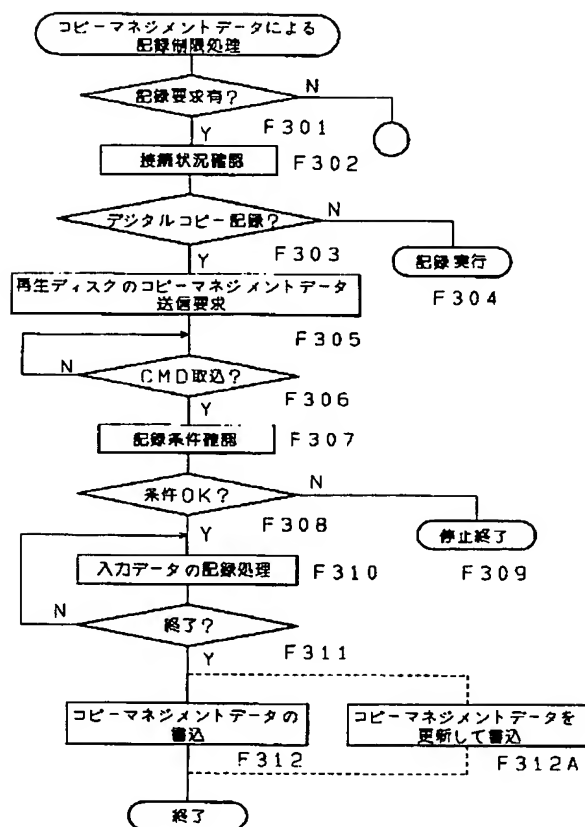 コピーマネジメントデータによる
記録制限処理
記録要求有?
N
F301
Y
接続状況確認
F302
デジタルコピー記録?
N
F303
Y
記録実行
F304
再生ディスクのコピーマネジメントデータ
送信要求
F305
N
CMD取込?
F306
Y
記録条件確認
F307
条件OK?
N
F308
Y
停止終了
F309
入力データの記録処理
F310
N
終了?
F311
Y
コピーマネジメントデータの
書込
F312
コピーマネジメントデータを
更新して書込
F312A
終了